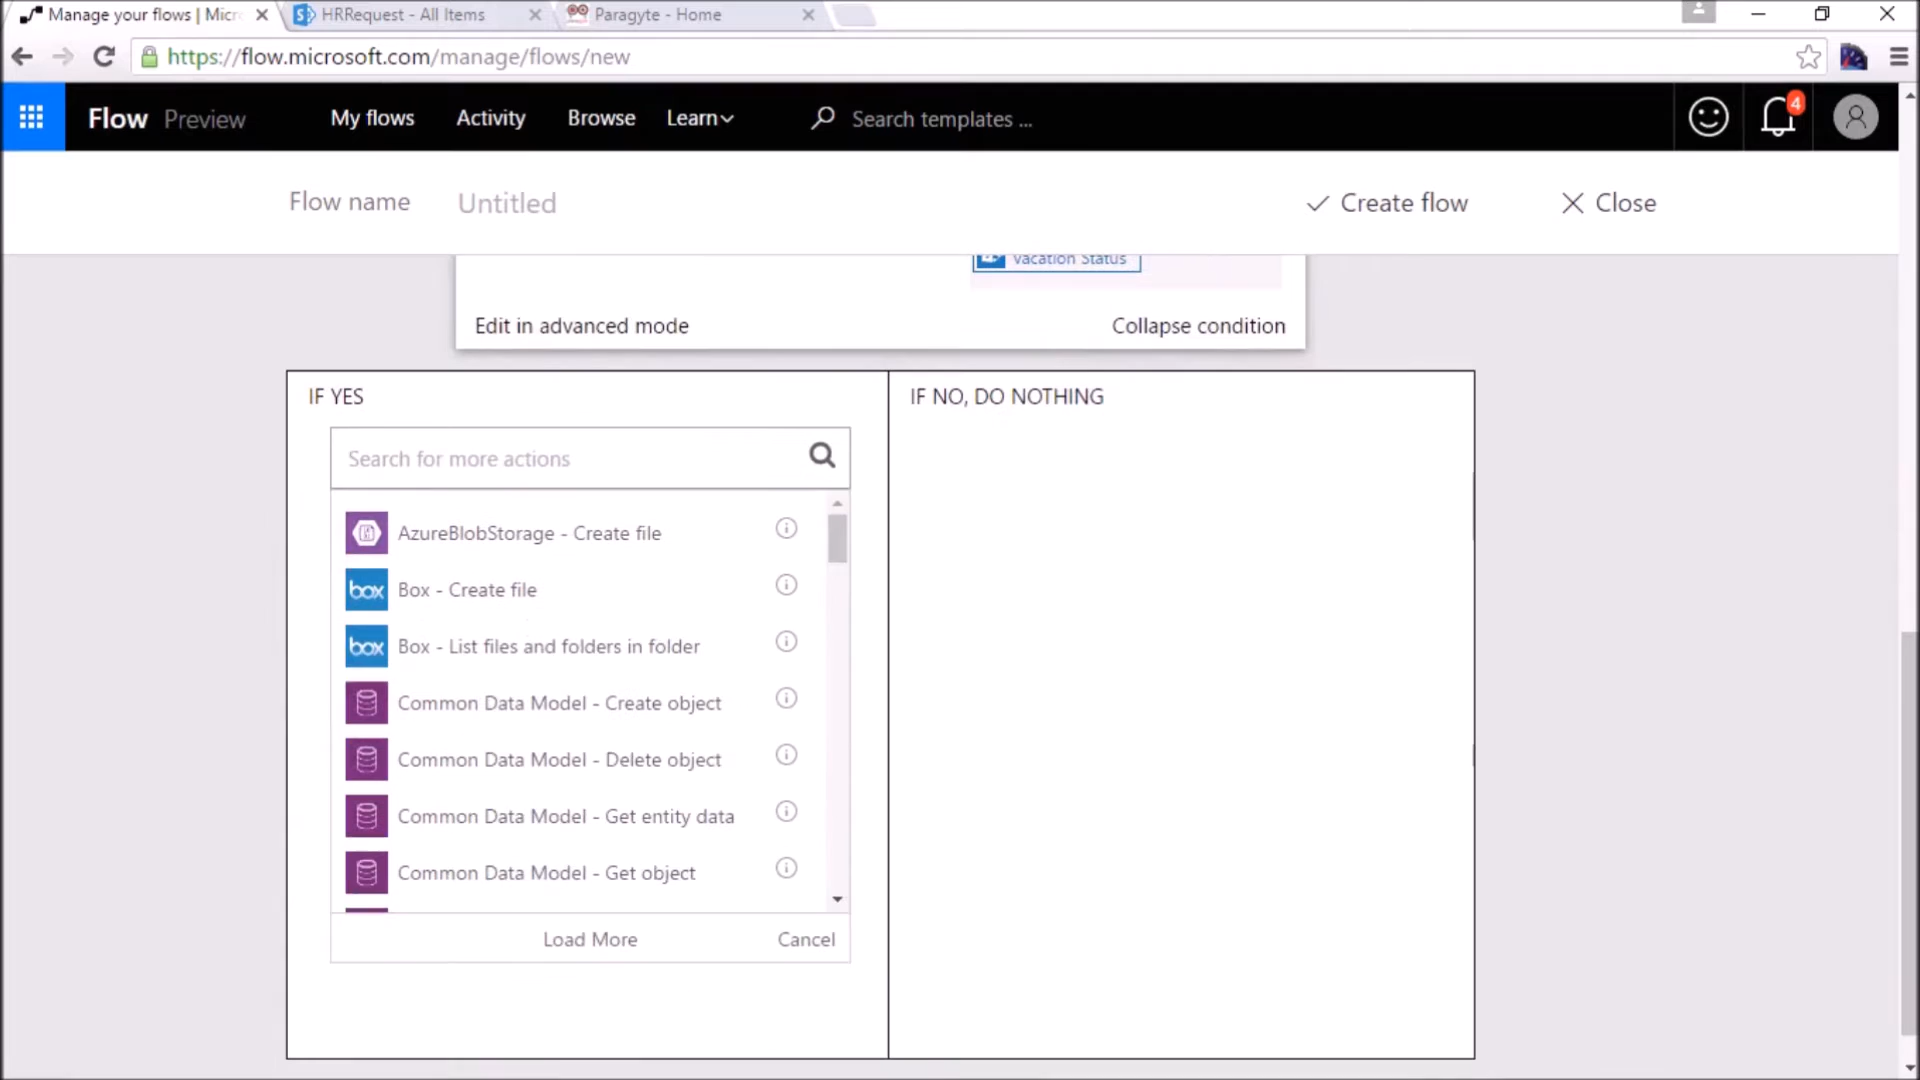 Manage your flows | Micr
HRRequest - All Items
Paragyte - Home
https://flow.microsoft.com/manage/flows/new
Flow Preview
My flows
Activity
Browse
Learn
Search templates ...
4
Flow name
Untitled
Create flow
Close
Vacation Status
Edit in advanced mode
Collapse condition
IF YES
IF NO, DO NOTHING
Search for more actions
AzureBlobStorage - Create file
box
Box - Create file
box
Box - List files and folders in folder
Common Data Model - Create object
Common Data Model - Delete object
Common Data Model - Get entity data
Common Data Model - Get object
Load More
Cancel